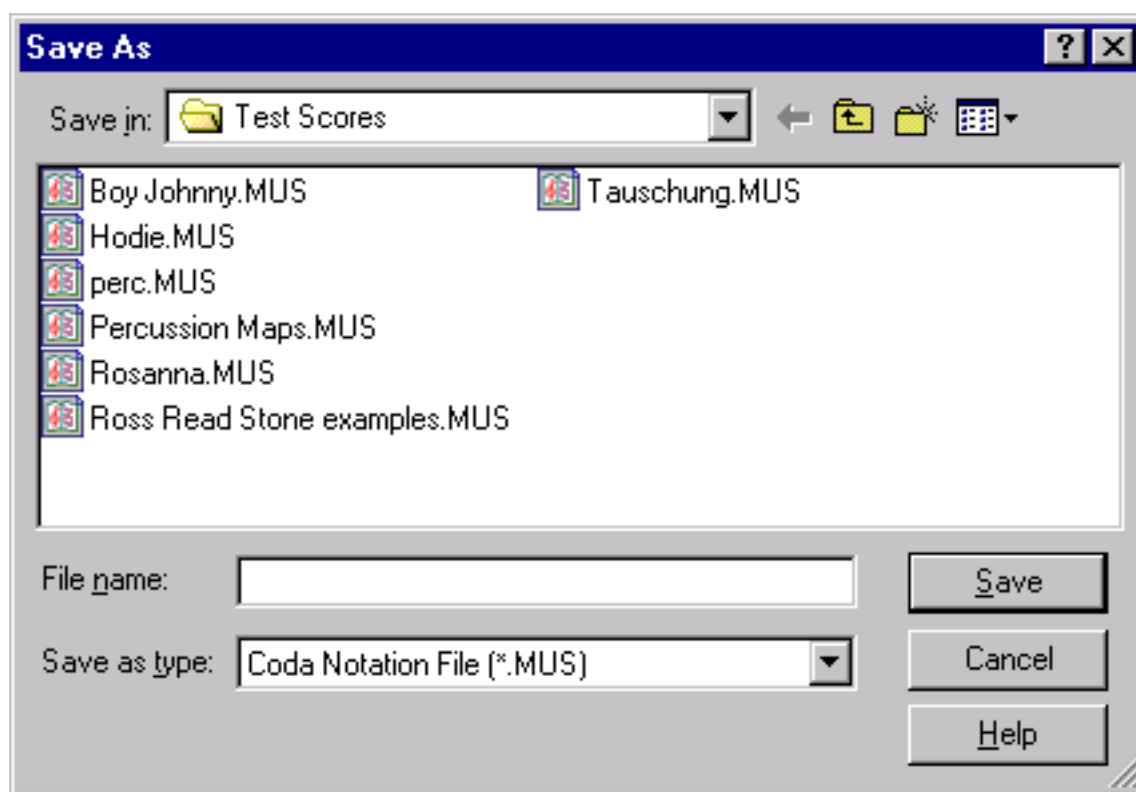 Save As
Save in: Test Scores
Boy Johnny.MUS
Hodie.MUS
perc.MUS
Percussion Maps.MUS
Rosanna.MUS
Ross Read Stone examples.MUS
Tauschung.MUS
File name:
Save
Save as type: Coda Notation File (*.MUS)
Cancel
Help